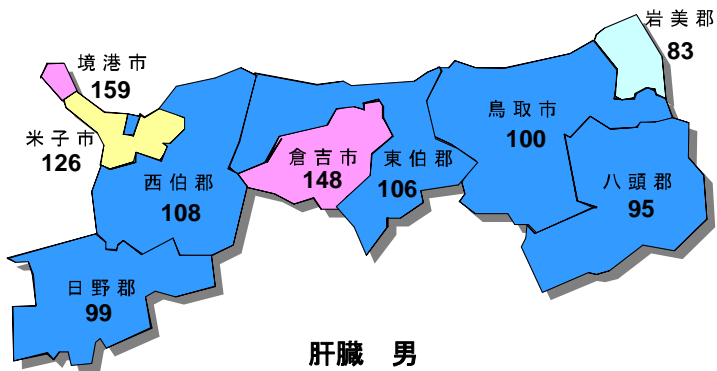 岩美郡
83
境港市
159
鳥取市
100
米子市
126
倉吉市
148
東伯郡
106
西伯郡
108
八頭郡
95
日野郡
99
肝臓 男